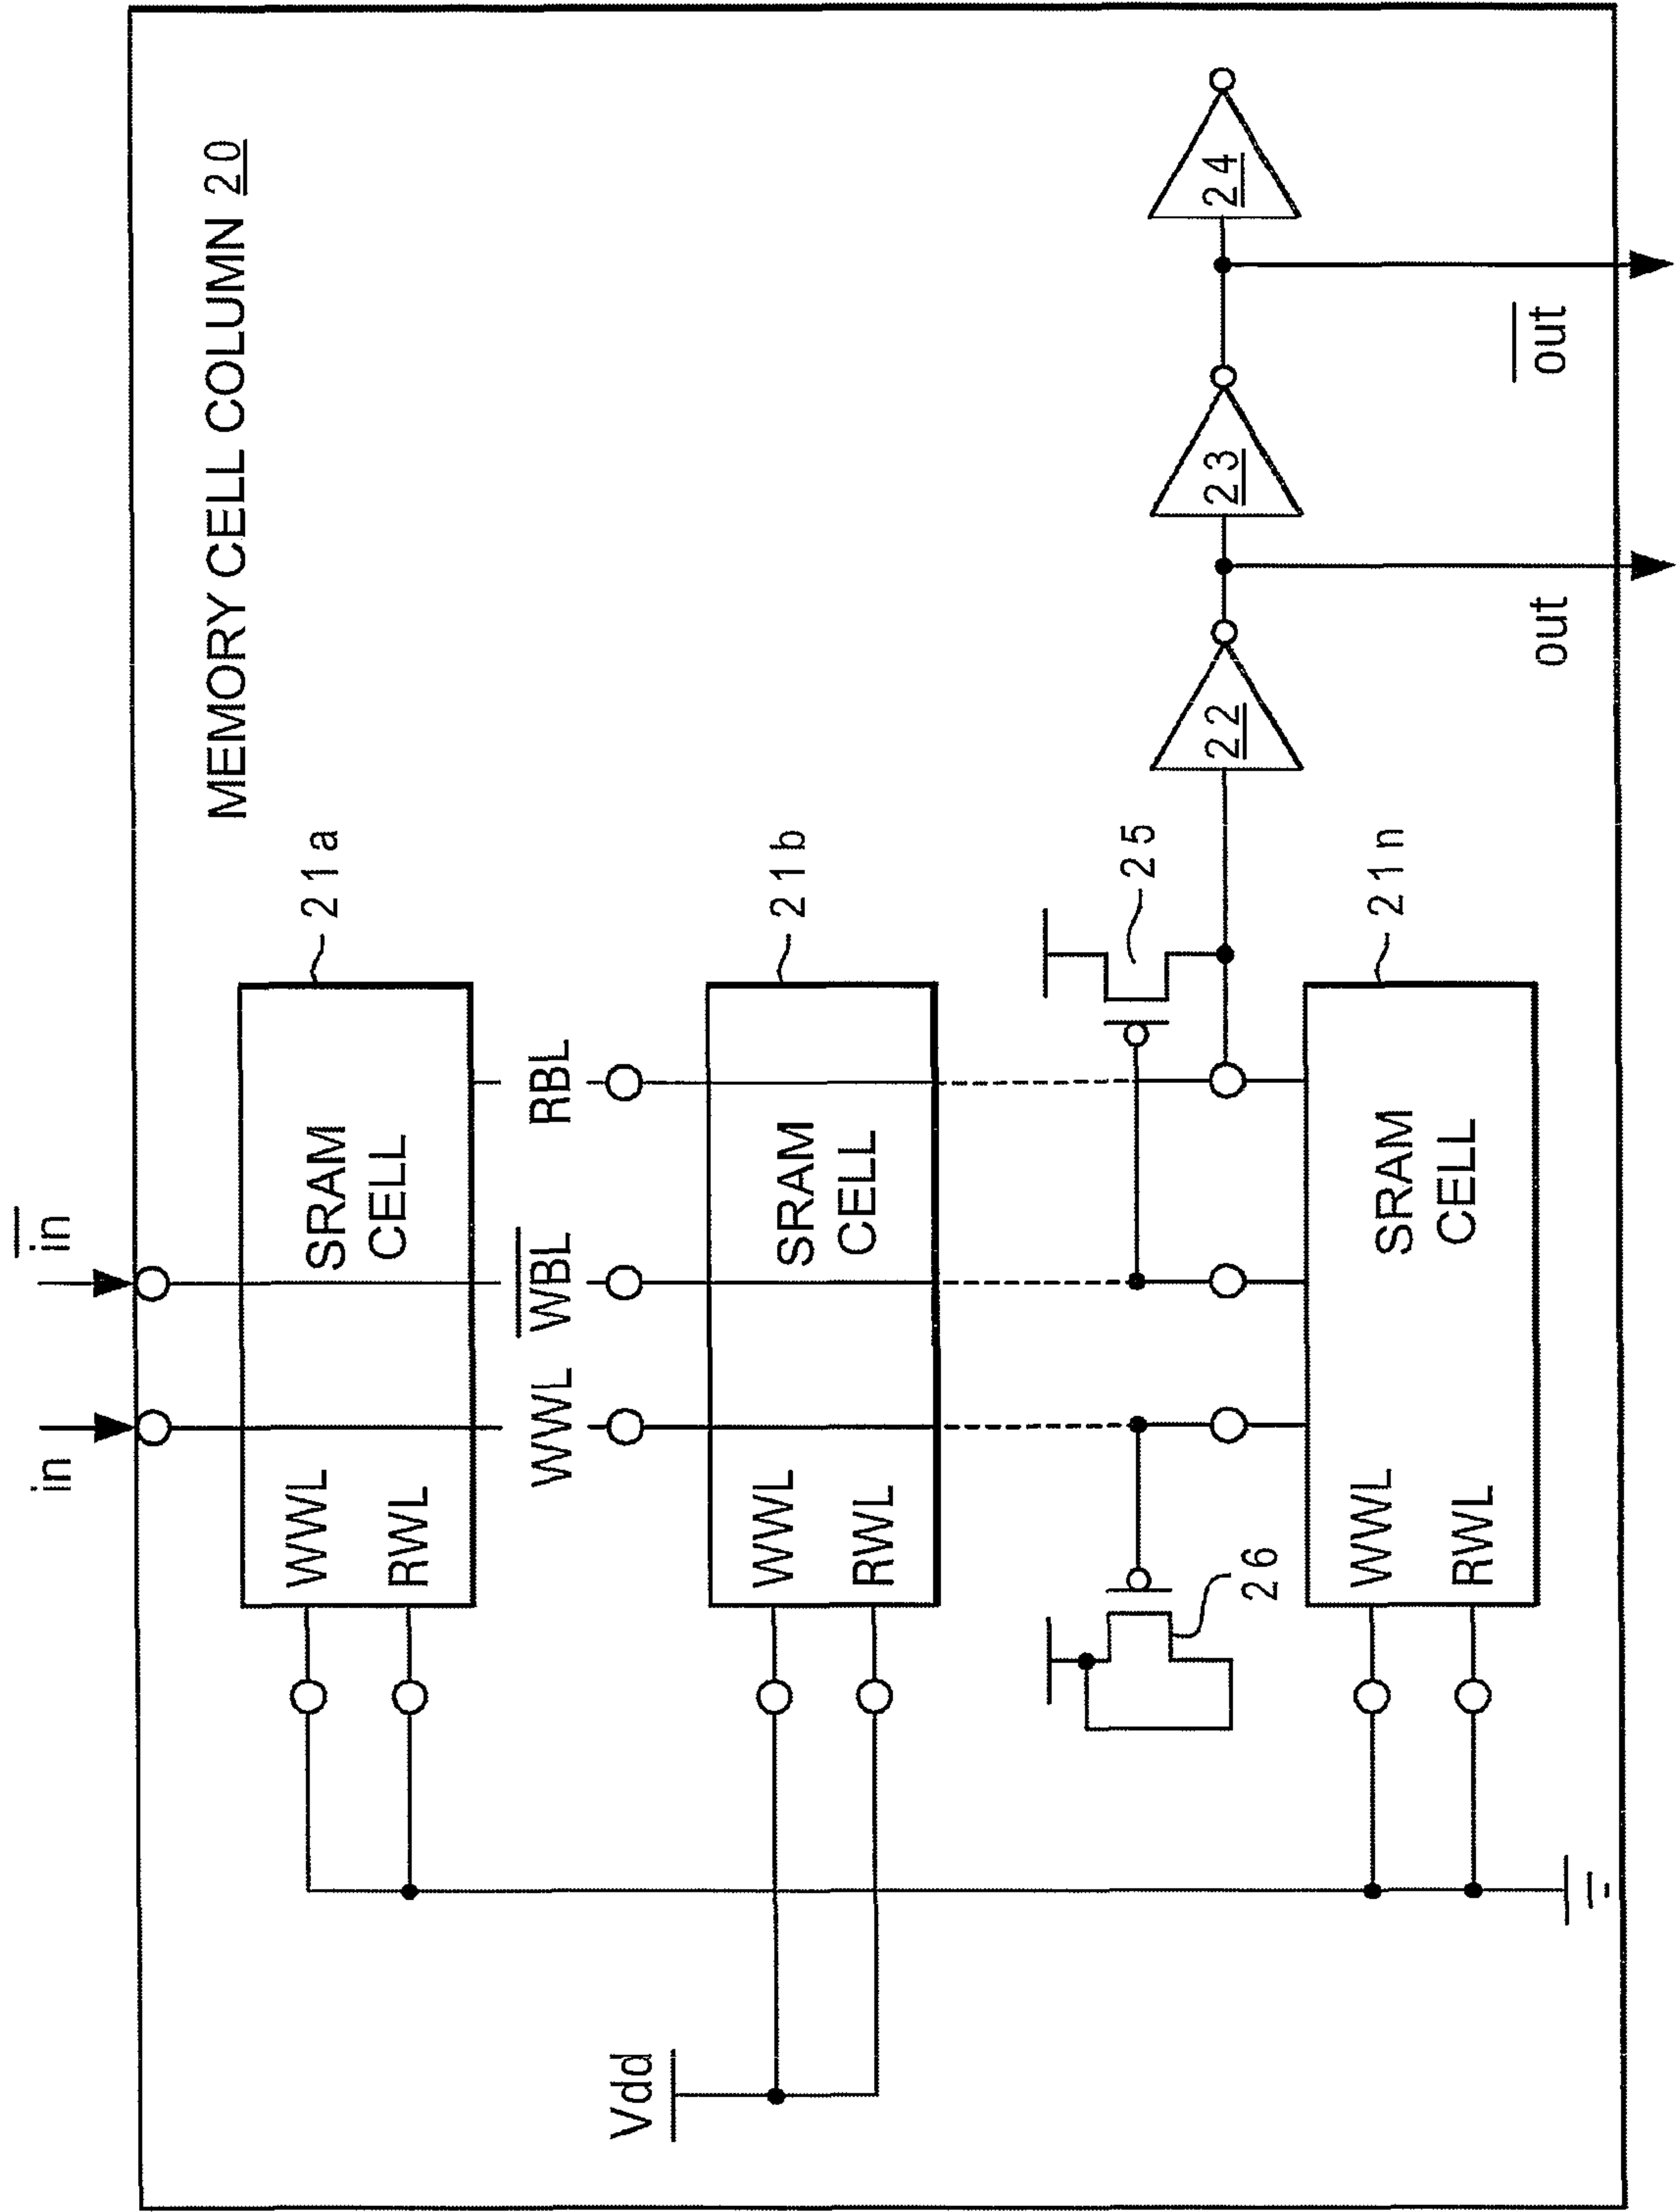 MEMORY CELL COLUMN 20
in
in
21a
SRAM
CELL
WWL
RWL
WWL
WBL
RBL
21b
SRAM
CELL
WWL
RWL
Vdd
25
26
22
23
24
21n
SRAM
CELL
WWL
RWL
out
out